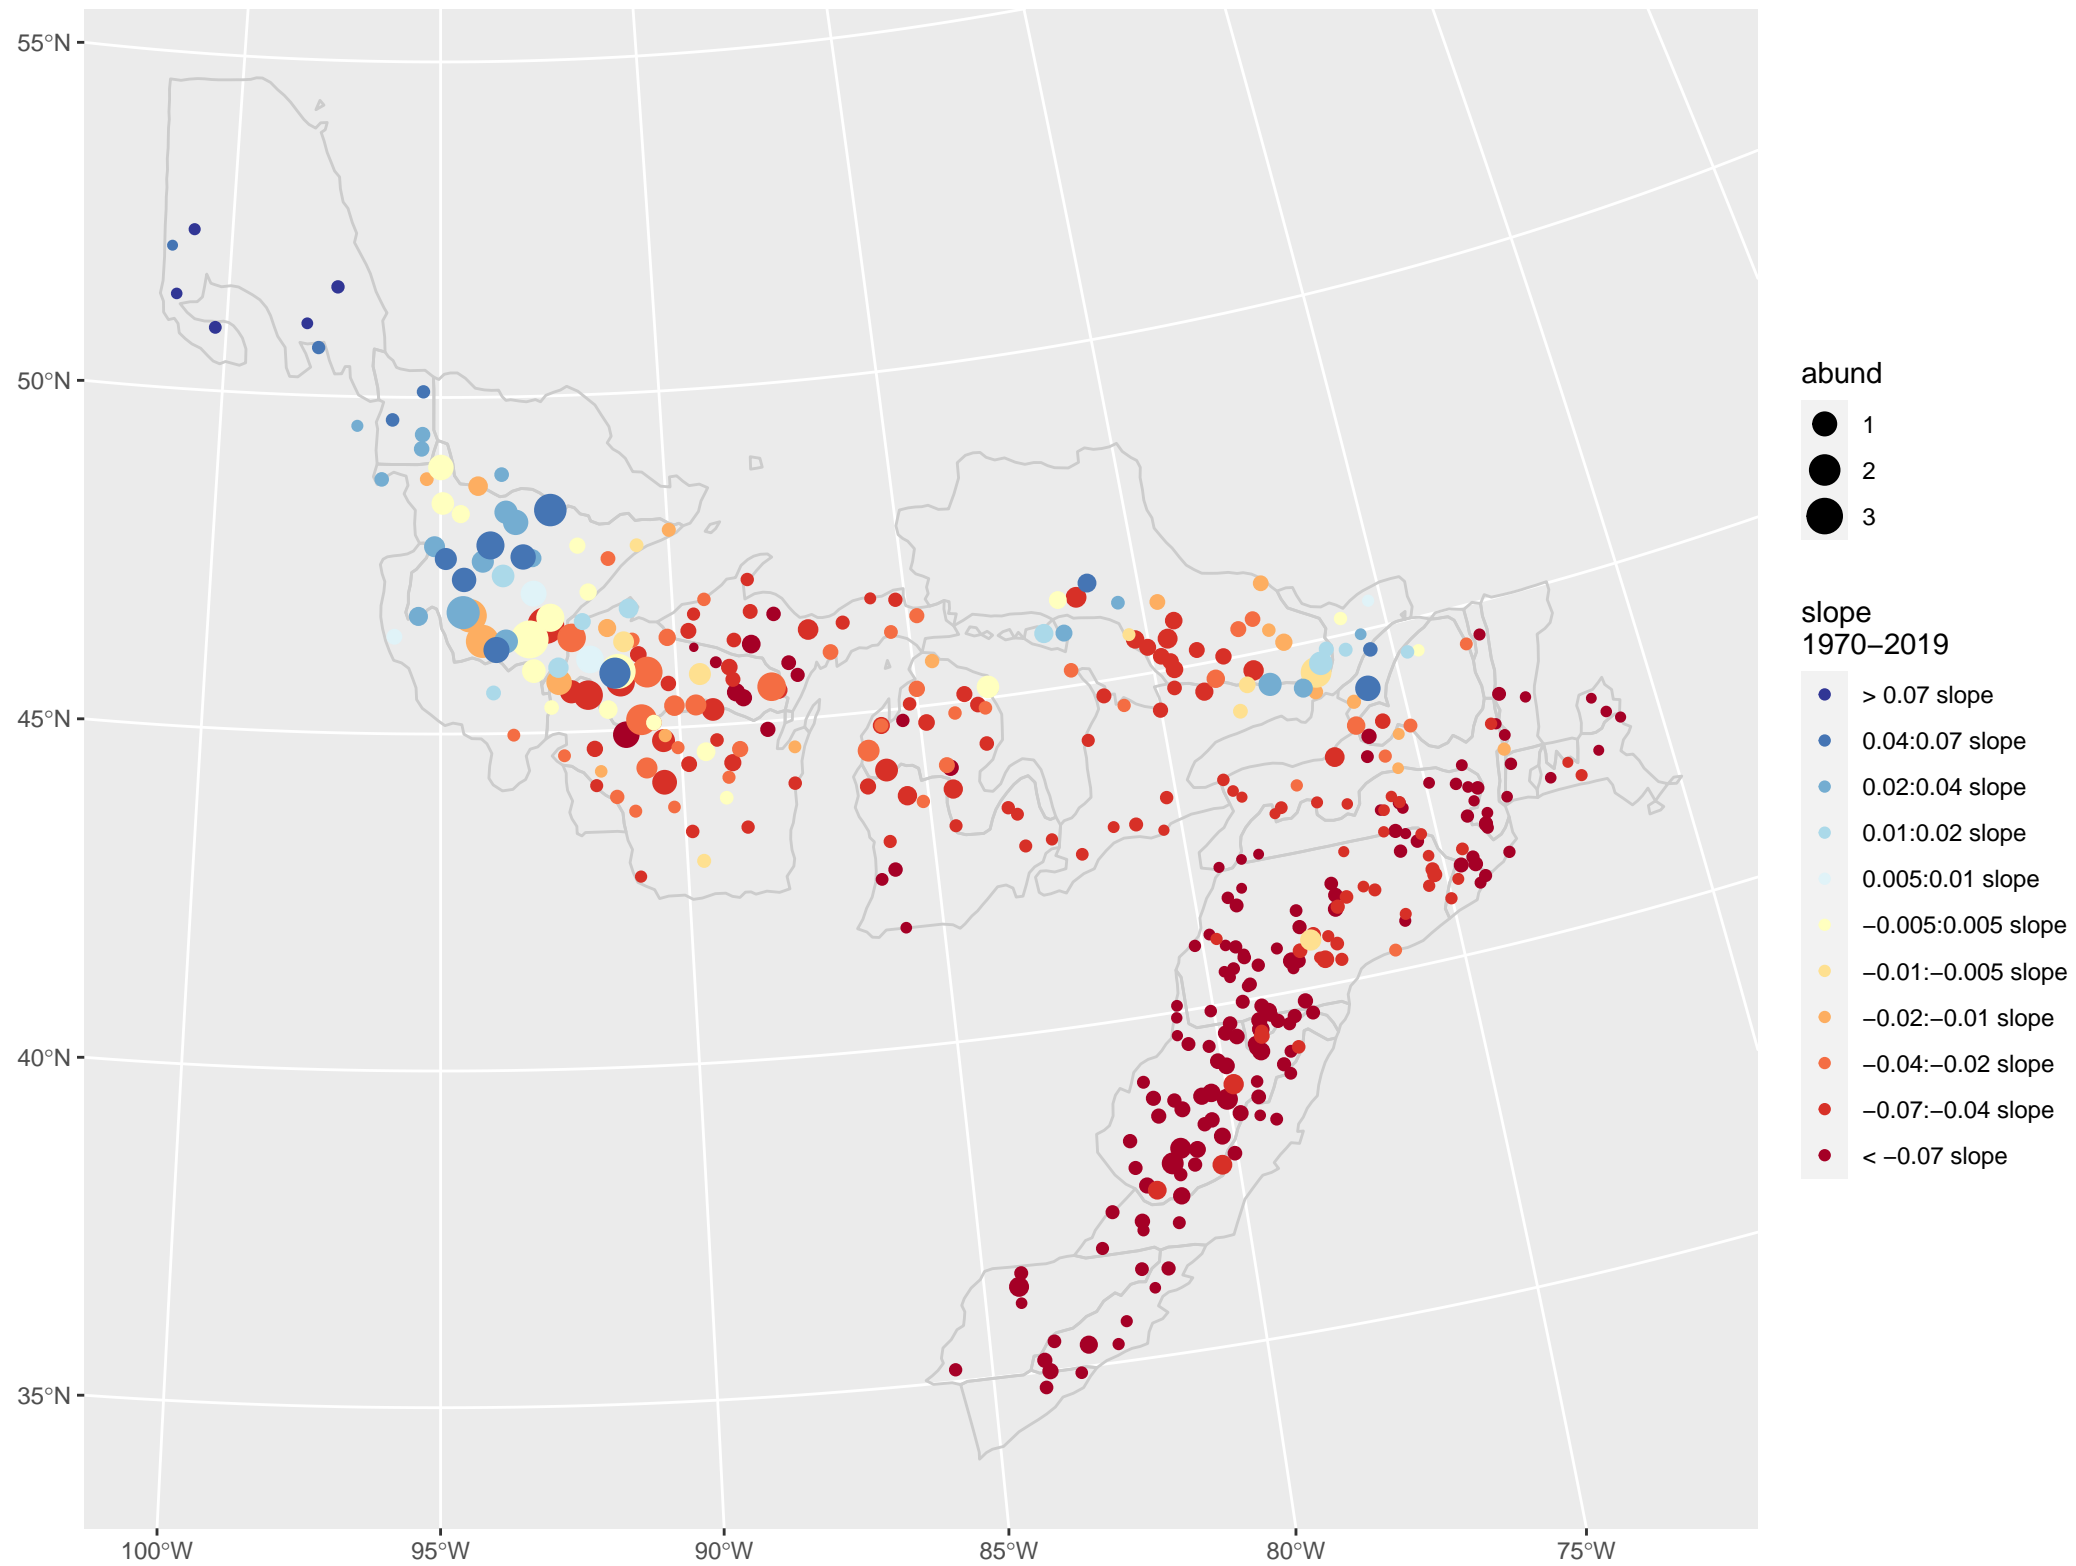 55°N
50°N
45°N
40°N
35°N
100°W
95°W
90°W
85°W
80°W
75°W
abund
1
2
3
slope
1970−2019
> 0.07 slope
0.04:0.07 slope
0.02:0.04 slope
0.01:0.02 slope
0.005:0.01 slope
−0.005:0.005 slope
−0.01:−0.005 slope
−0.02:−0.01 slope
−0.04:−0.02 slope
−0.07:−0.04 slope
< −0.07 slope